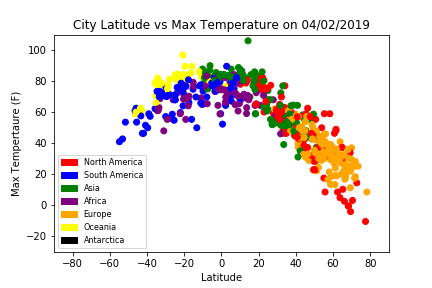 City Latitude vs Max Temperature on 04/02/2019
Max Tempertaure (F)
100
80
60
40
20
0
−20
North America
South America
Asia
Africa
Europe
Oceania
Antarctica
−80 −60 −40 −20 0 20 40 60 80
Latitude